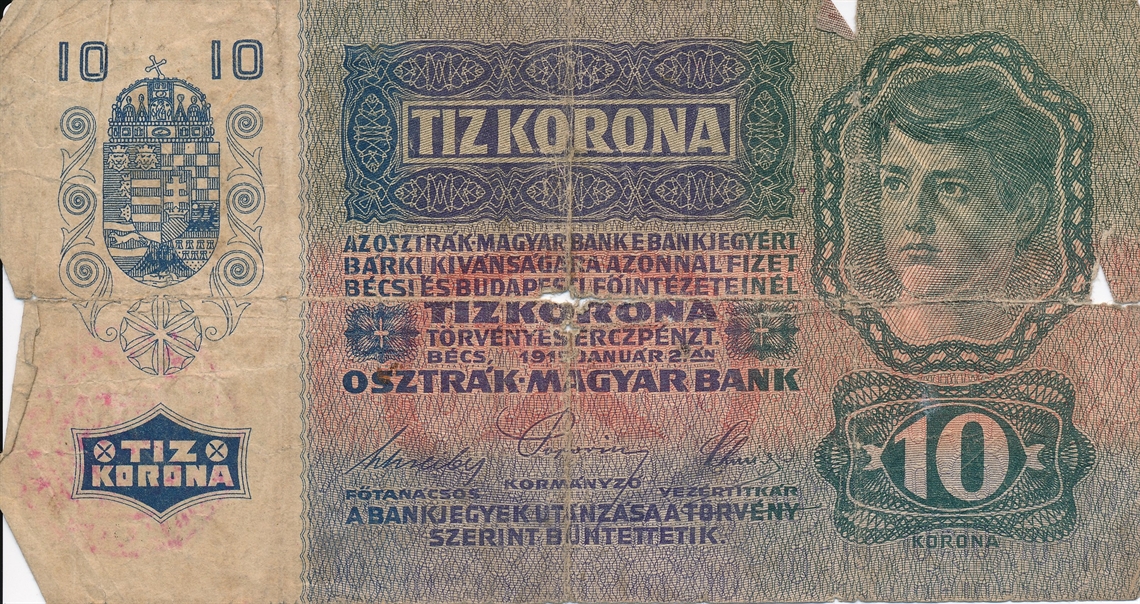 10 10
TIZ KORONA
AZ OSZTRÁK-MAGYAR BANK E BANKJEGYÉRT
BÁRKI KIVÁNSÁGÁRA AZONNAL FIZET
BÉCSI ÉS BUDAPESTI FŐINTÉZETEINÉL
TIZ KORONA
TÖRVÉNYES ÉRCZPÉNZT.
BÉCS, 1915 JANUÁR 2.ÁN
OSZTRÁK-MAGYAR BANK
FŐTANÁCSOS KORMÁNYZÓ VEZÉRTITKÁR
A BANKJEGYEK UTÁNZÁSA A TÖRVÉNY
SZERINT BÜNTETTETIK.
TIZ
KORONA
10
KORONA